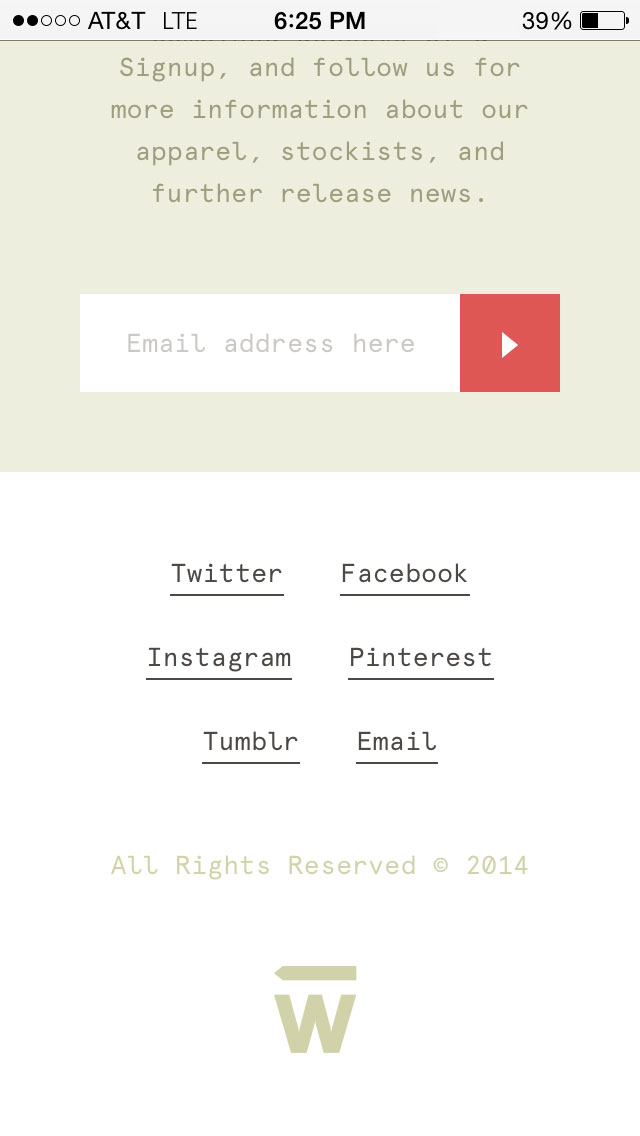 AT&T LTE 6:25 PM 39%
Signup, and follow us for
more information about our
apparel, stockists, and
further release news.
Email address here
Twitter Facebook
Instagram Pinterest
Tumblr Email
All Rights Reserved © 2014
W